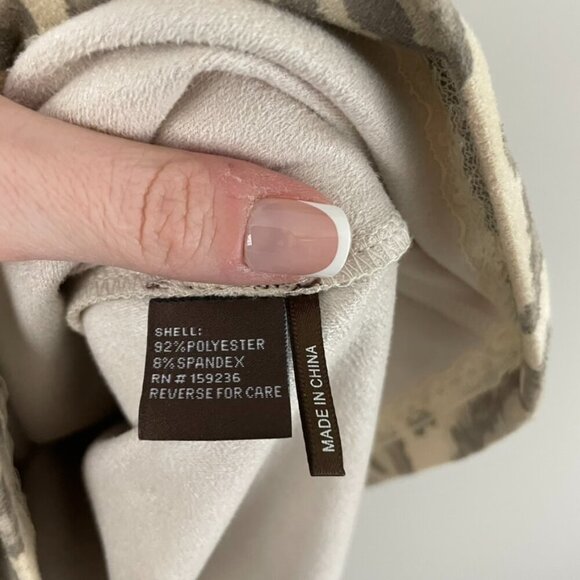 SHELL:
92% POLYESTER
8% SPANDEX
RN # 159236
REVERSE FOR CARE
MADE IN CHINA